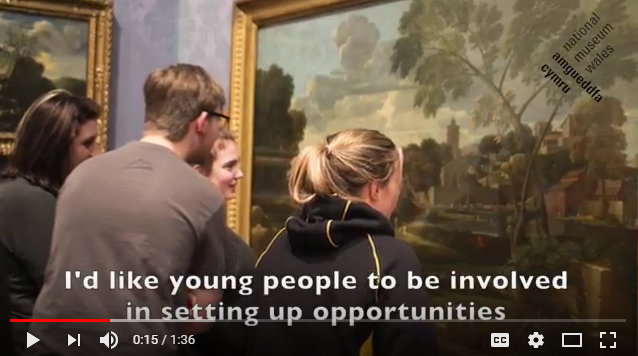 national
museum
wales
amgueddfa
cymru
I'd like young people to be involved
in setting up opportunities
0:15 / 1:36
CC